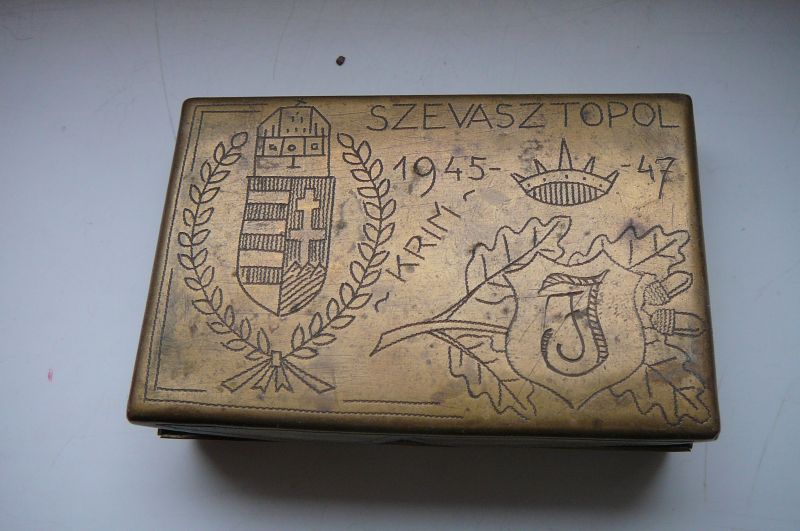 SZEVASZTOPOL
1945- -47
~ KRIM ~